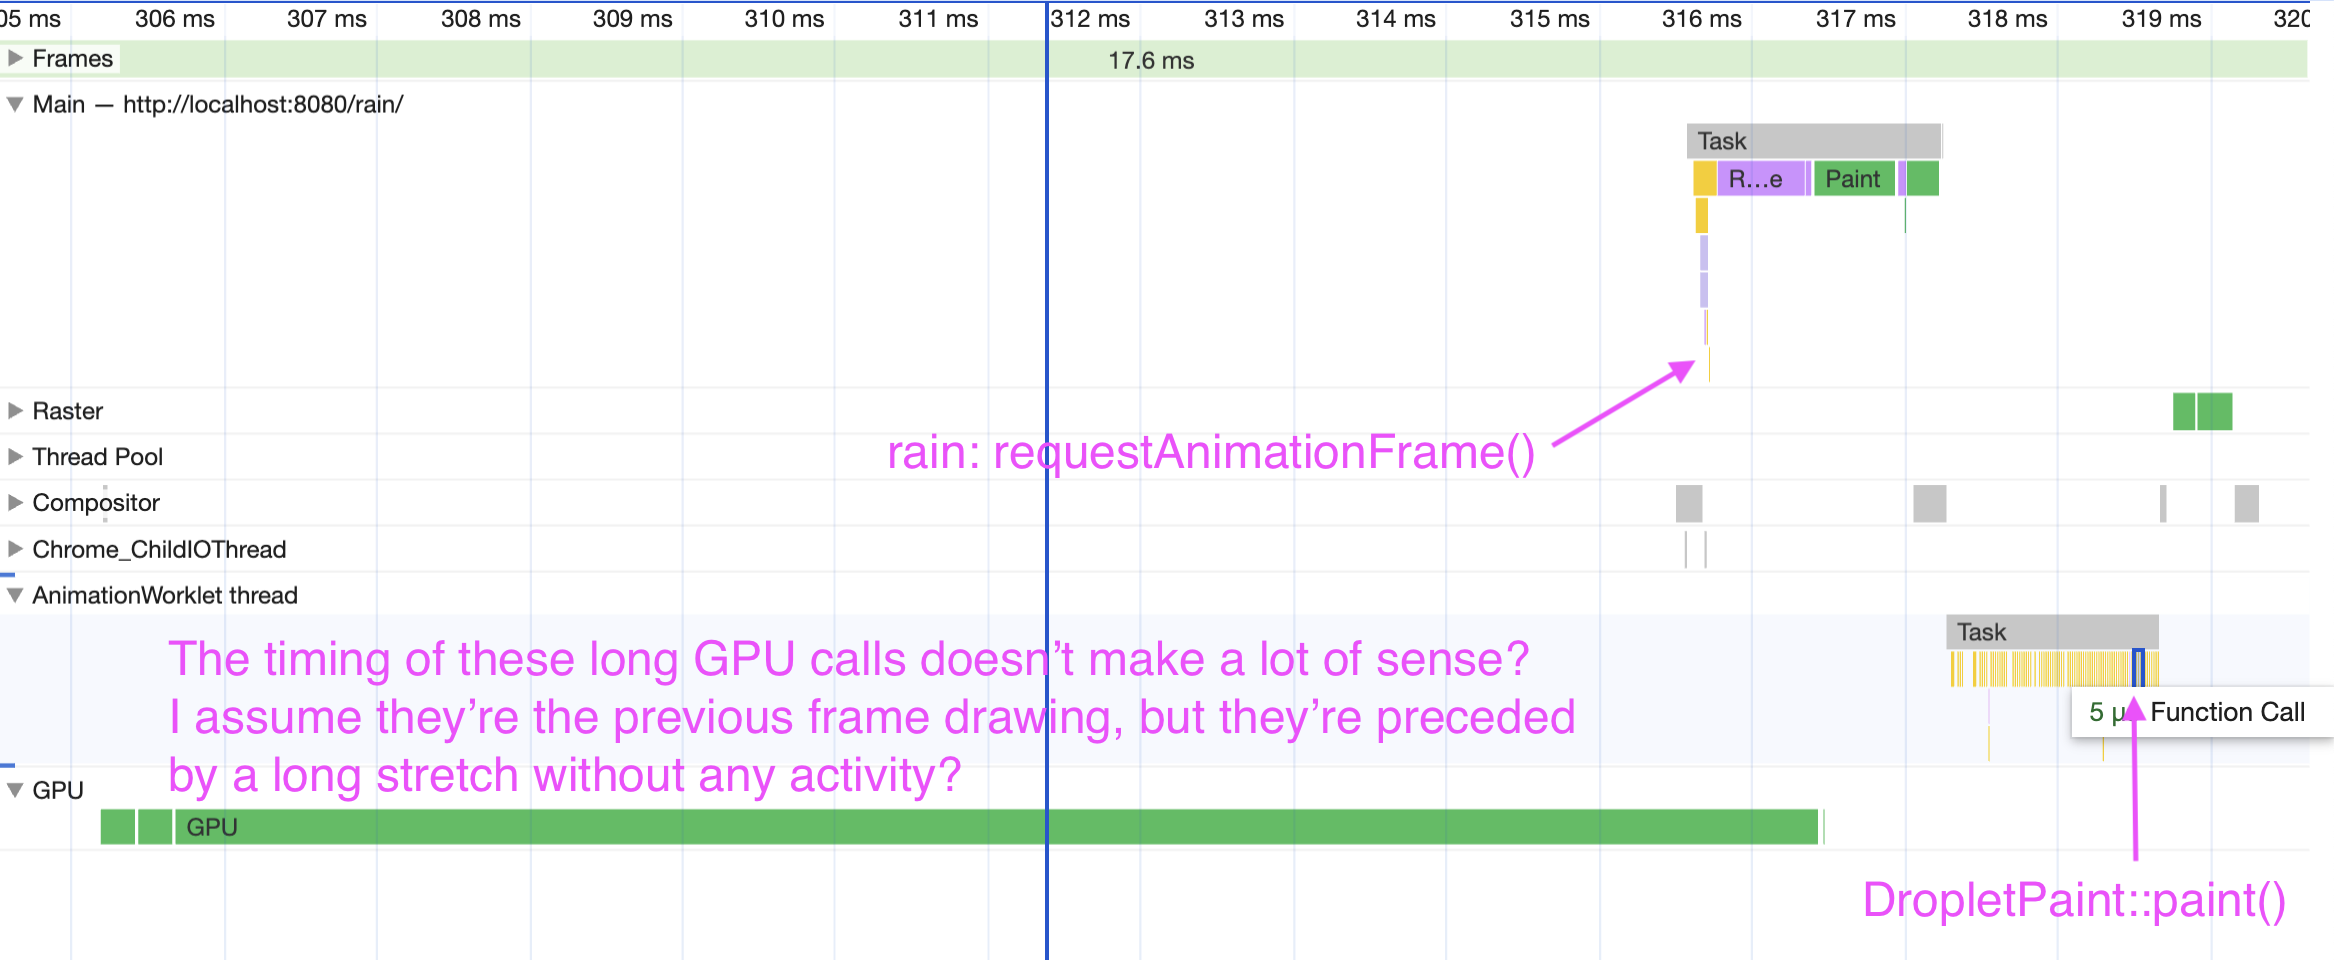 05 ms 306 ms 307 ms 308 ms 309 ms 310 ms 311 ms 312 ms 313 ms 314 ms 315 ms 316 ms 317 ms 318 ms 319 ms 320
Frames 17.6 ms
Main — http://localhost:8080/rain/
Task
R...e Paint
Raster
rain: requestAnimationFrame()
Thread Pool
Compositor
Chrome_ChildIOThread
AnimationWorklet thread
Task
The timing of these long GPU calls doesn't make a lot of sense?
I assume they're the previous frame drawing, but they're preceded
by a long stretch without any activity?
5 µ Function Call
GPU
GPU
DropletPaint::paint()